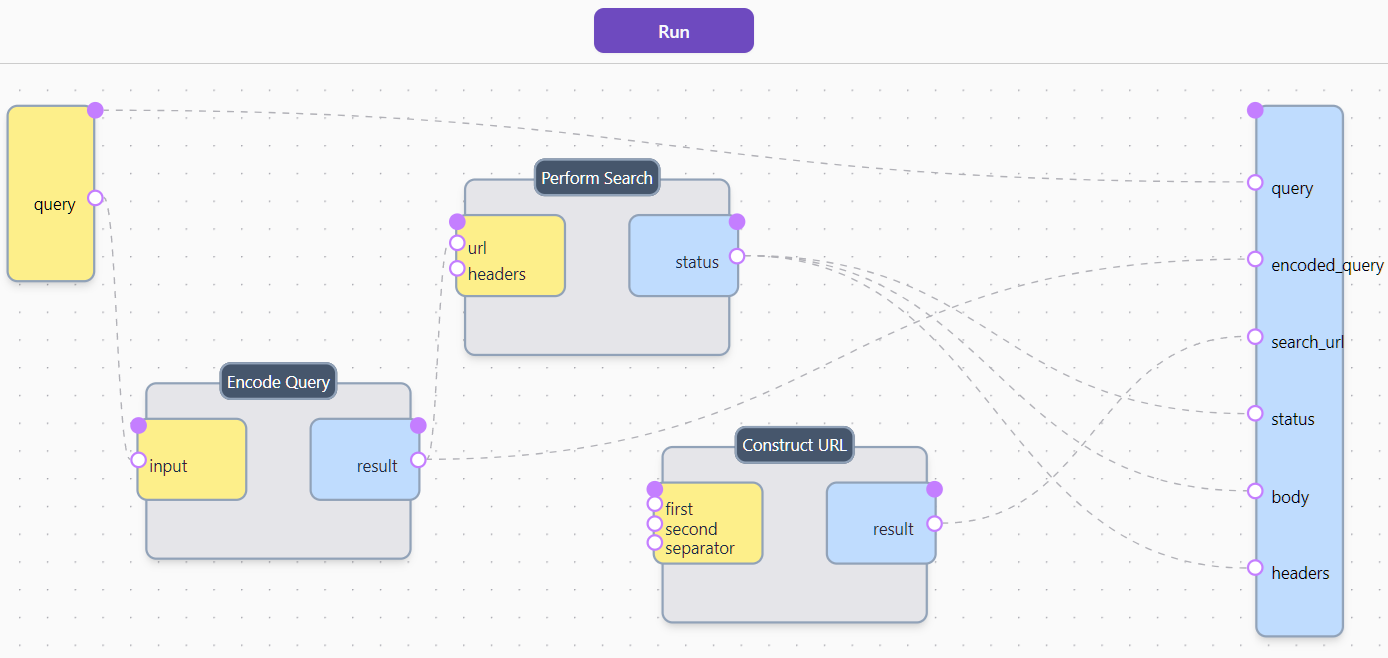 Run
query
Perform Search
url
headers
status
Encode Query
input
result
Construct URL
first
second
separator
result
query
encoded_query
search_url
status
body
headers